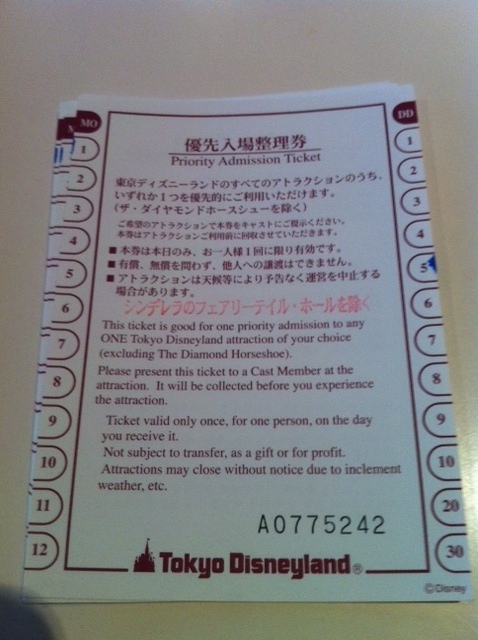 MO
DD
1
2
3
4
5
6
7
8
9
10
11
12
優先入場整理券
Priority Admission Ticket
東京ディズニーランドのすべてのアトラクションのうち、
いずれか1つを優先的にご利用いただけます。
(ザ・ダイヤモンドホースシューを除く)
ご希望のアトラクションで本券をキャストにご提示ください。
本券はアトラクションご利用前に回収させていただきます。
■ 本券は本日のみ、お一人様1回に限り有効です。
■ 有償、無償を問わず、他人への譲渡はできません。
■ アトラクションは天候等により予告なく運営を中止する
場合があります。
シンデレラのフェアリーテイル・ホールを除く
This ticket is good for one priority admission to any
ONE Tokyo Disneyland attraction of your choice
(excluding The Diamond Horseshoe).
Please present this ticket to a Cast Member at the
attraction. It will be collected before you experience
the attraction.
Ticket valid only once, for one person, on the day
you receive it.
Not subject to transfer, as a gift or for profit.
Attractions may close without notice due to inclement
weather, etc.
A0775242
Tokyo Disneyland®
1
2
3
4
5
6
7
8
9
10
20
30
©Disney